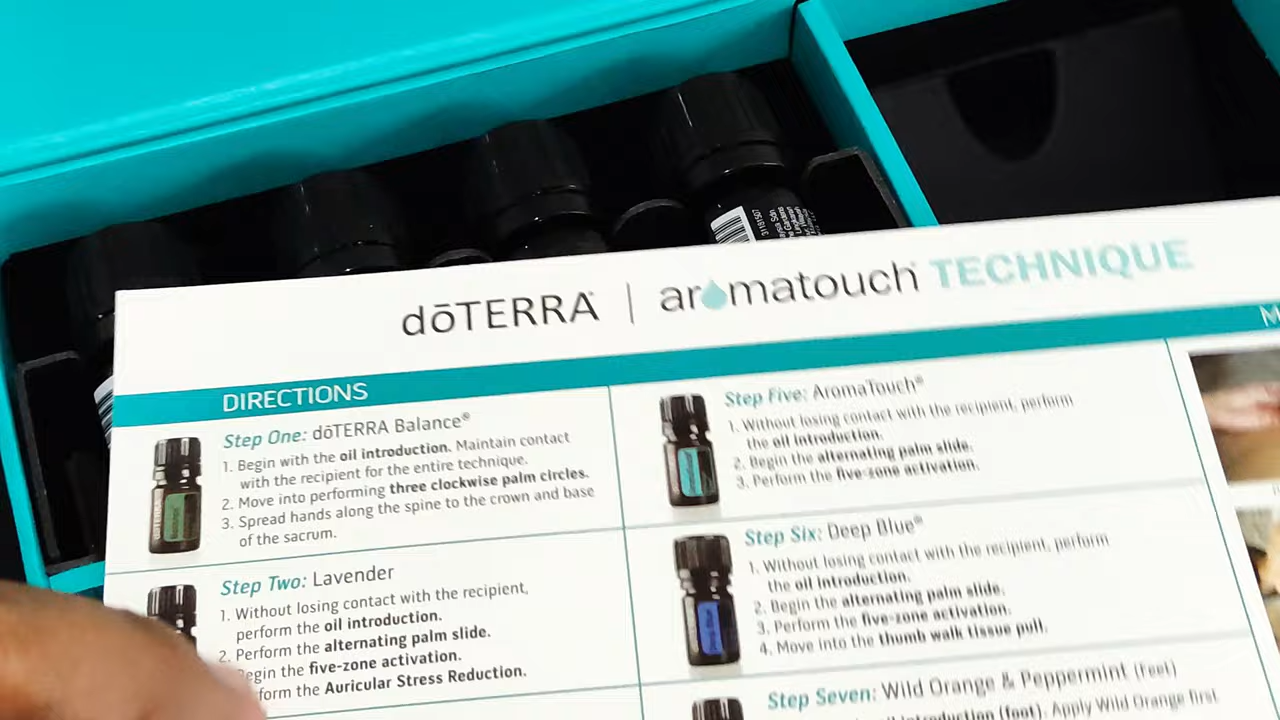 dōTERRA | aromatouch TECHNIQUE
DIRECTIONS
Step One: dōTERRA Balance®
1. Begin with the oil introduction. Maintain contact
with the recipient for the entire technique.
2. Move into performing three clockwise palm circles.
3. Spread hands along the spine to the crown and base
of the sacrum.
Step Two: Lavender
1. Without losing contact with the recipient,
perform the oil introduction.
2. Perform the alternating palm slide.
egin the five-zone activation.
form the Auricular Stress Reduction.
Step Five: AromaTouch®
1. Without losing contact with the recipient, perform
the oil introduction.
2. Begin the alternating palm slide.
3. Perform the five-zone activation.
Step Six: Deep Blue®
1. Without losing contact with the recipient, perform
the oil introduction.
2. Begin the alternating palm slide.
3. Perform the five-zone activation.
4. Move into the thumb walk tissue pull.
Step Seven: Wild Orange & Peppermint (feet)
introduction (foot). Apply Wild Orange first